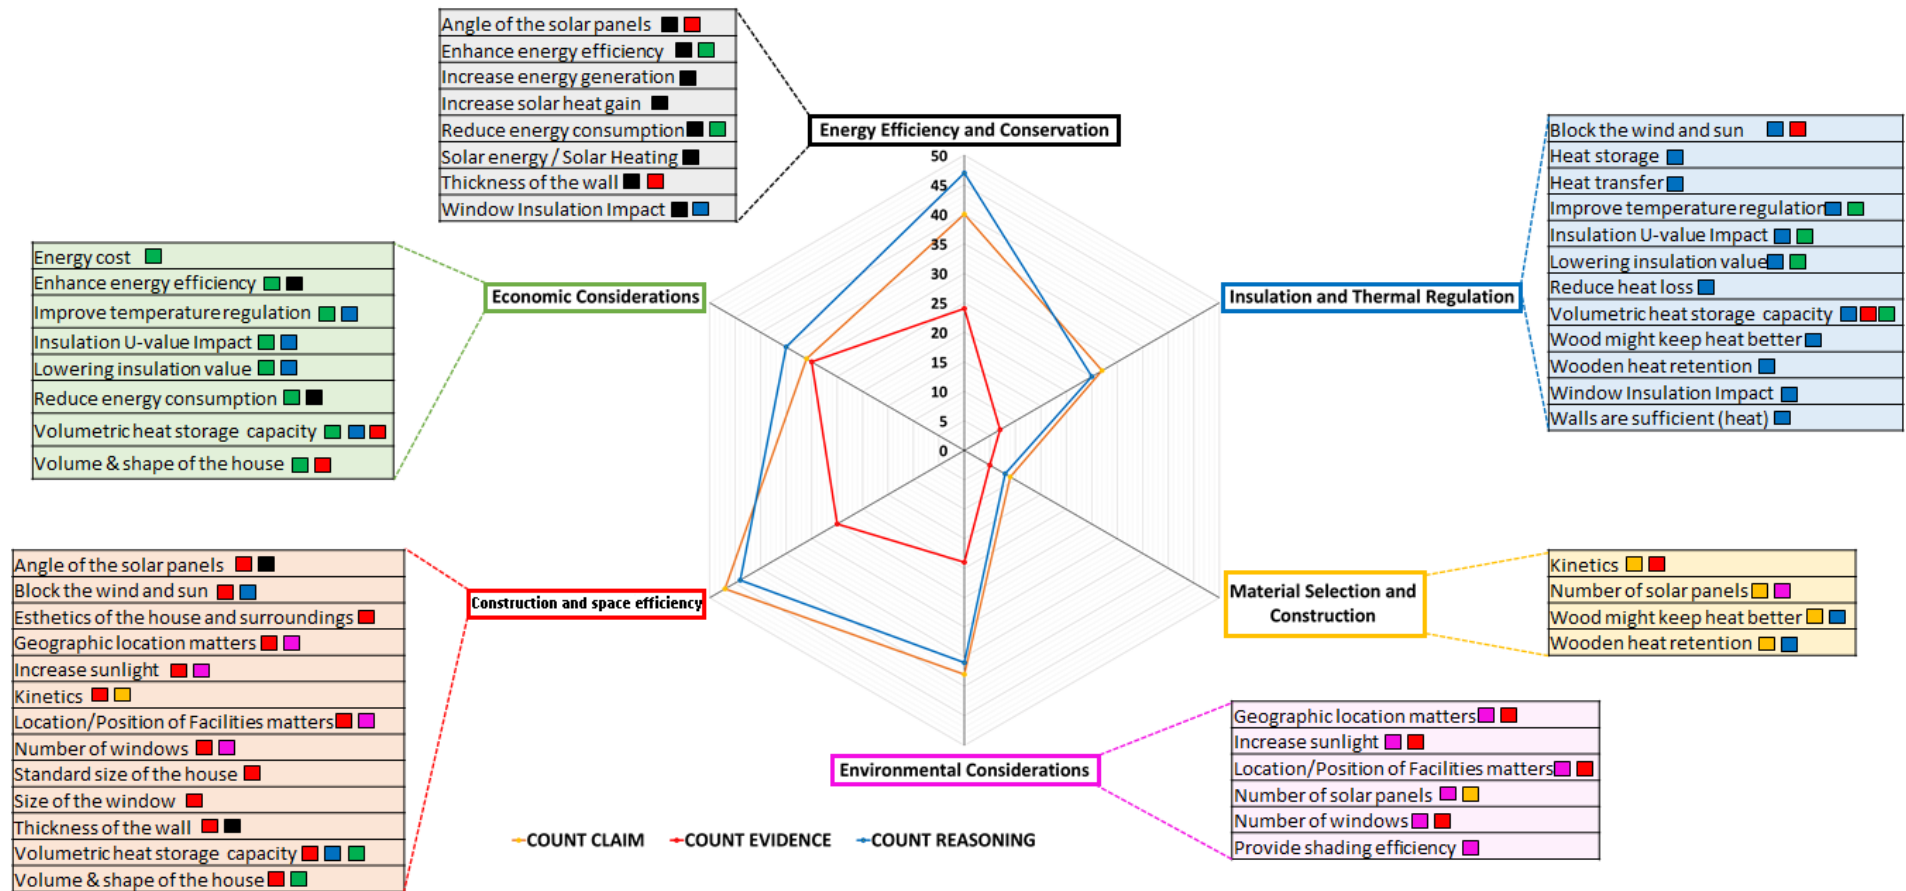 Angle of the solar panels
Enhance energy efficiency
Increase energy generation
Increase solar heat gain
Reduce energy consumption
Solar energy / Solar Heating
Thickness of the wall
Window Insulation Impact
Energy Efficiency and Conservation
50
45
40
35
30
25
20
15
10
5
0
Block the wind and sun
Heat storage
Heat transfer
Improve temperature regulation
Insulation U-value Impact
Lowering insulation value
Reduce heat loss
Volumetric heat storage capacity
Wood might keep heat better
Wooden heat retention
Window Insulation Impact
Walls are sufficient (heat)
Insulation and Thermal Regulation
Energy cost
Enhance energy efficiency
Improve temperature regulation
Insulation U-value Impact
Lowering insulation value
Reduce energy consumption
Volumetric heat storage capacity
Volume & shape of the house
Economic Considerations
Angle of the solar panels
Block the wind and sun
Esthetics of the house and surroundings
Geographic location matters
Increase sunlight
Kinetics
Location/Position of Facilities matters
Number of windows
Standard size of the house
Size of the window
Thickness of the wall
Volumetric heat storage capacity
Volume & shape of the house
Construction and space efficiency
Material Selection and
Construction
Kinetics
Number of solar panels
Wood might keep heat better
Wooden heat retention
Environmental Considerations
Geographic location matters
Increase sunlight
Location/Position of Facilities matters
Number of solar panels
Number of windows
Provide shading efficiency
COUNT CLAIM
COUNT EVIDENCE
COUNT REASONING